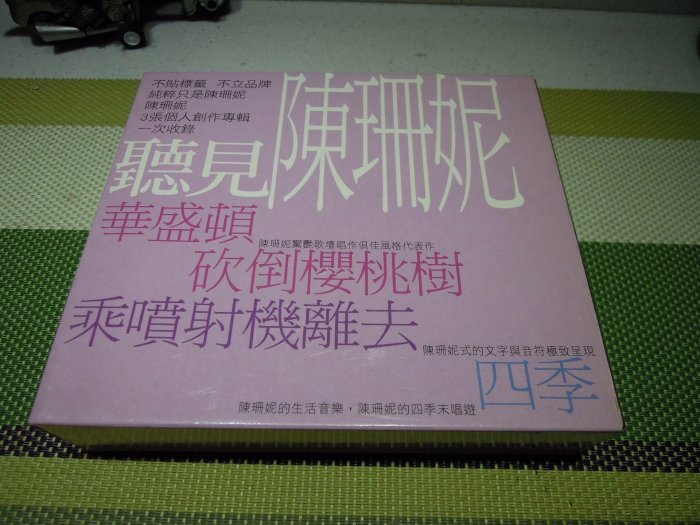 不貼標籤 不立品牌
純粹只是陳珊妮
陳珊妮
3張個人創作專輯
一次收錄
聽見陳珊妮
華盛頓
陳珊妮驚艷歌壇唱作俱佳風格代表作
砍倒櫻桃樹
乘噴射機離去
陳珊妮式的文字與音符極致呈現
四季
陳珊妮的生活音樂，陳珊妮的四季末唱遊